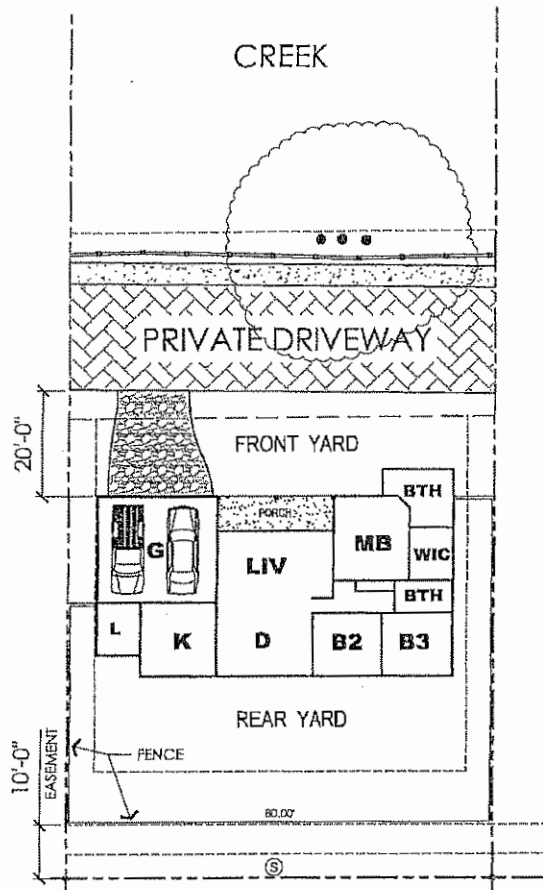 CREEK
PRIVATE DRIVEWAY
20'-0"
FRONT YARD
BTH
PORCH
G
LIV
MB
WIC
BTH
L
K
D
B2
B3
REAR YARD
10'-0"
EASEMENT
FENCE
80.00'
S